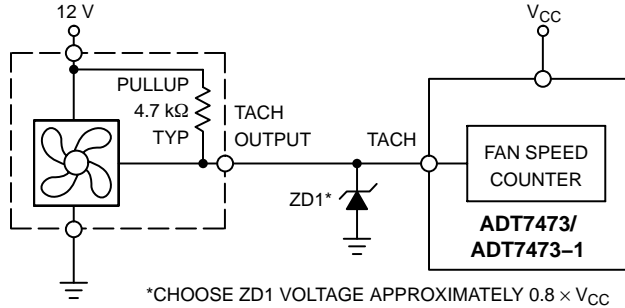 12 V
V_CC
PULLUP
4.7 kΩ
TYP
TACH
OUTPUT
TACH
FAN SPEED
COUNTER
ZD1*
ADT7473/
ADT7473–1
*CHOOSE ZD1 VOLTAGE APPROXIMATELY 0.8 × V_CC